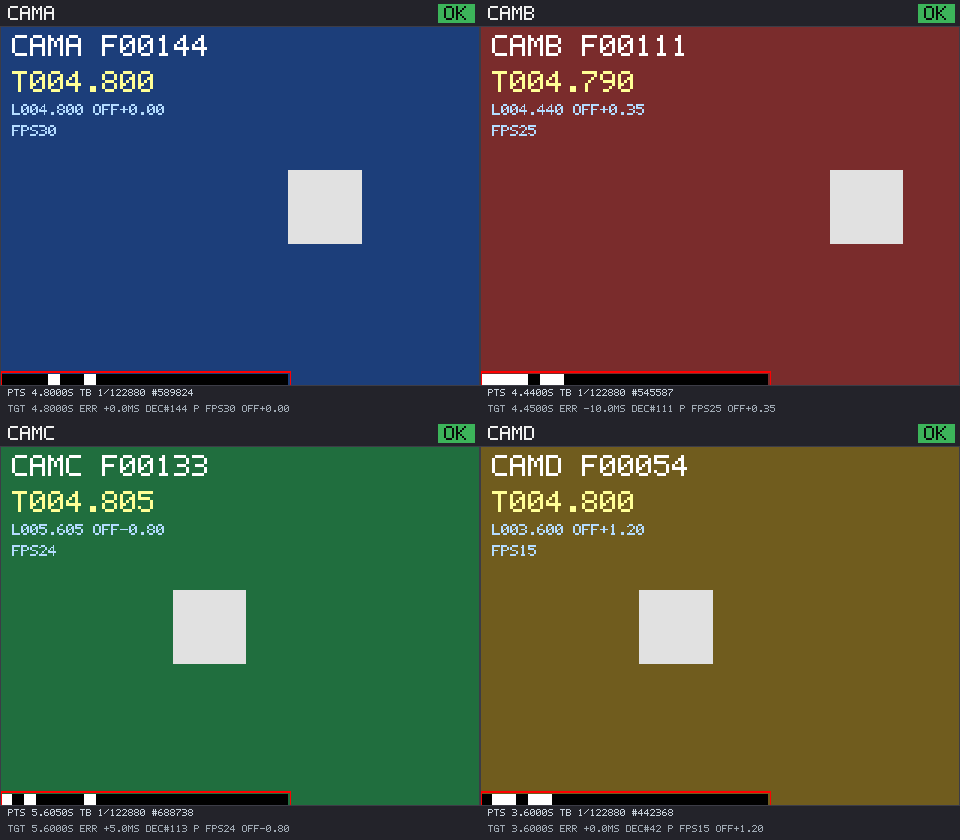 CAMA OK
CAMA F00144
T004.800
L004.800 OFF+0.00
FPS30
PTS 4.8000S TB 1/122880 #589824
TGT 4.8000S ERR +0.0MS DEC#144 P FPS30 OFF+0.00
CAMB OK
CAMB F00111
T004.790
L004.440 OFF+0.35
FPS25
PTS 4.4400S TB 1/122880 #545587
TGT 4.4500S ERR -10.0MS DEC#111 P FPS25 OFF+0.35
CAMC OK
CAMC F00133
T004.805
L005.605 OFF-0.80
FPS24
PTS 5.6050S TB 1/122880 #688738
TGT 5.6000S ERR +5.0MS DEC#113 P FPS24 OFF-0.80
CAMD OK
CAMD F00054
T004.800
L003.600 OFF+1.20
FPS15
PTS 3.6000S TB 1/122880 #442368
TGT 3.6000S ERR +0.0MS DEC#42 P FPS15 OFF+1.20